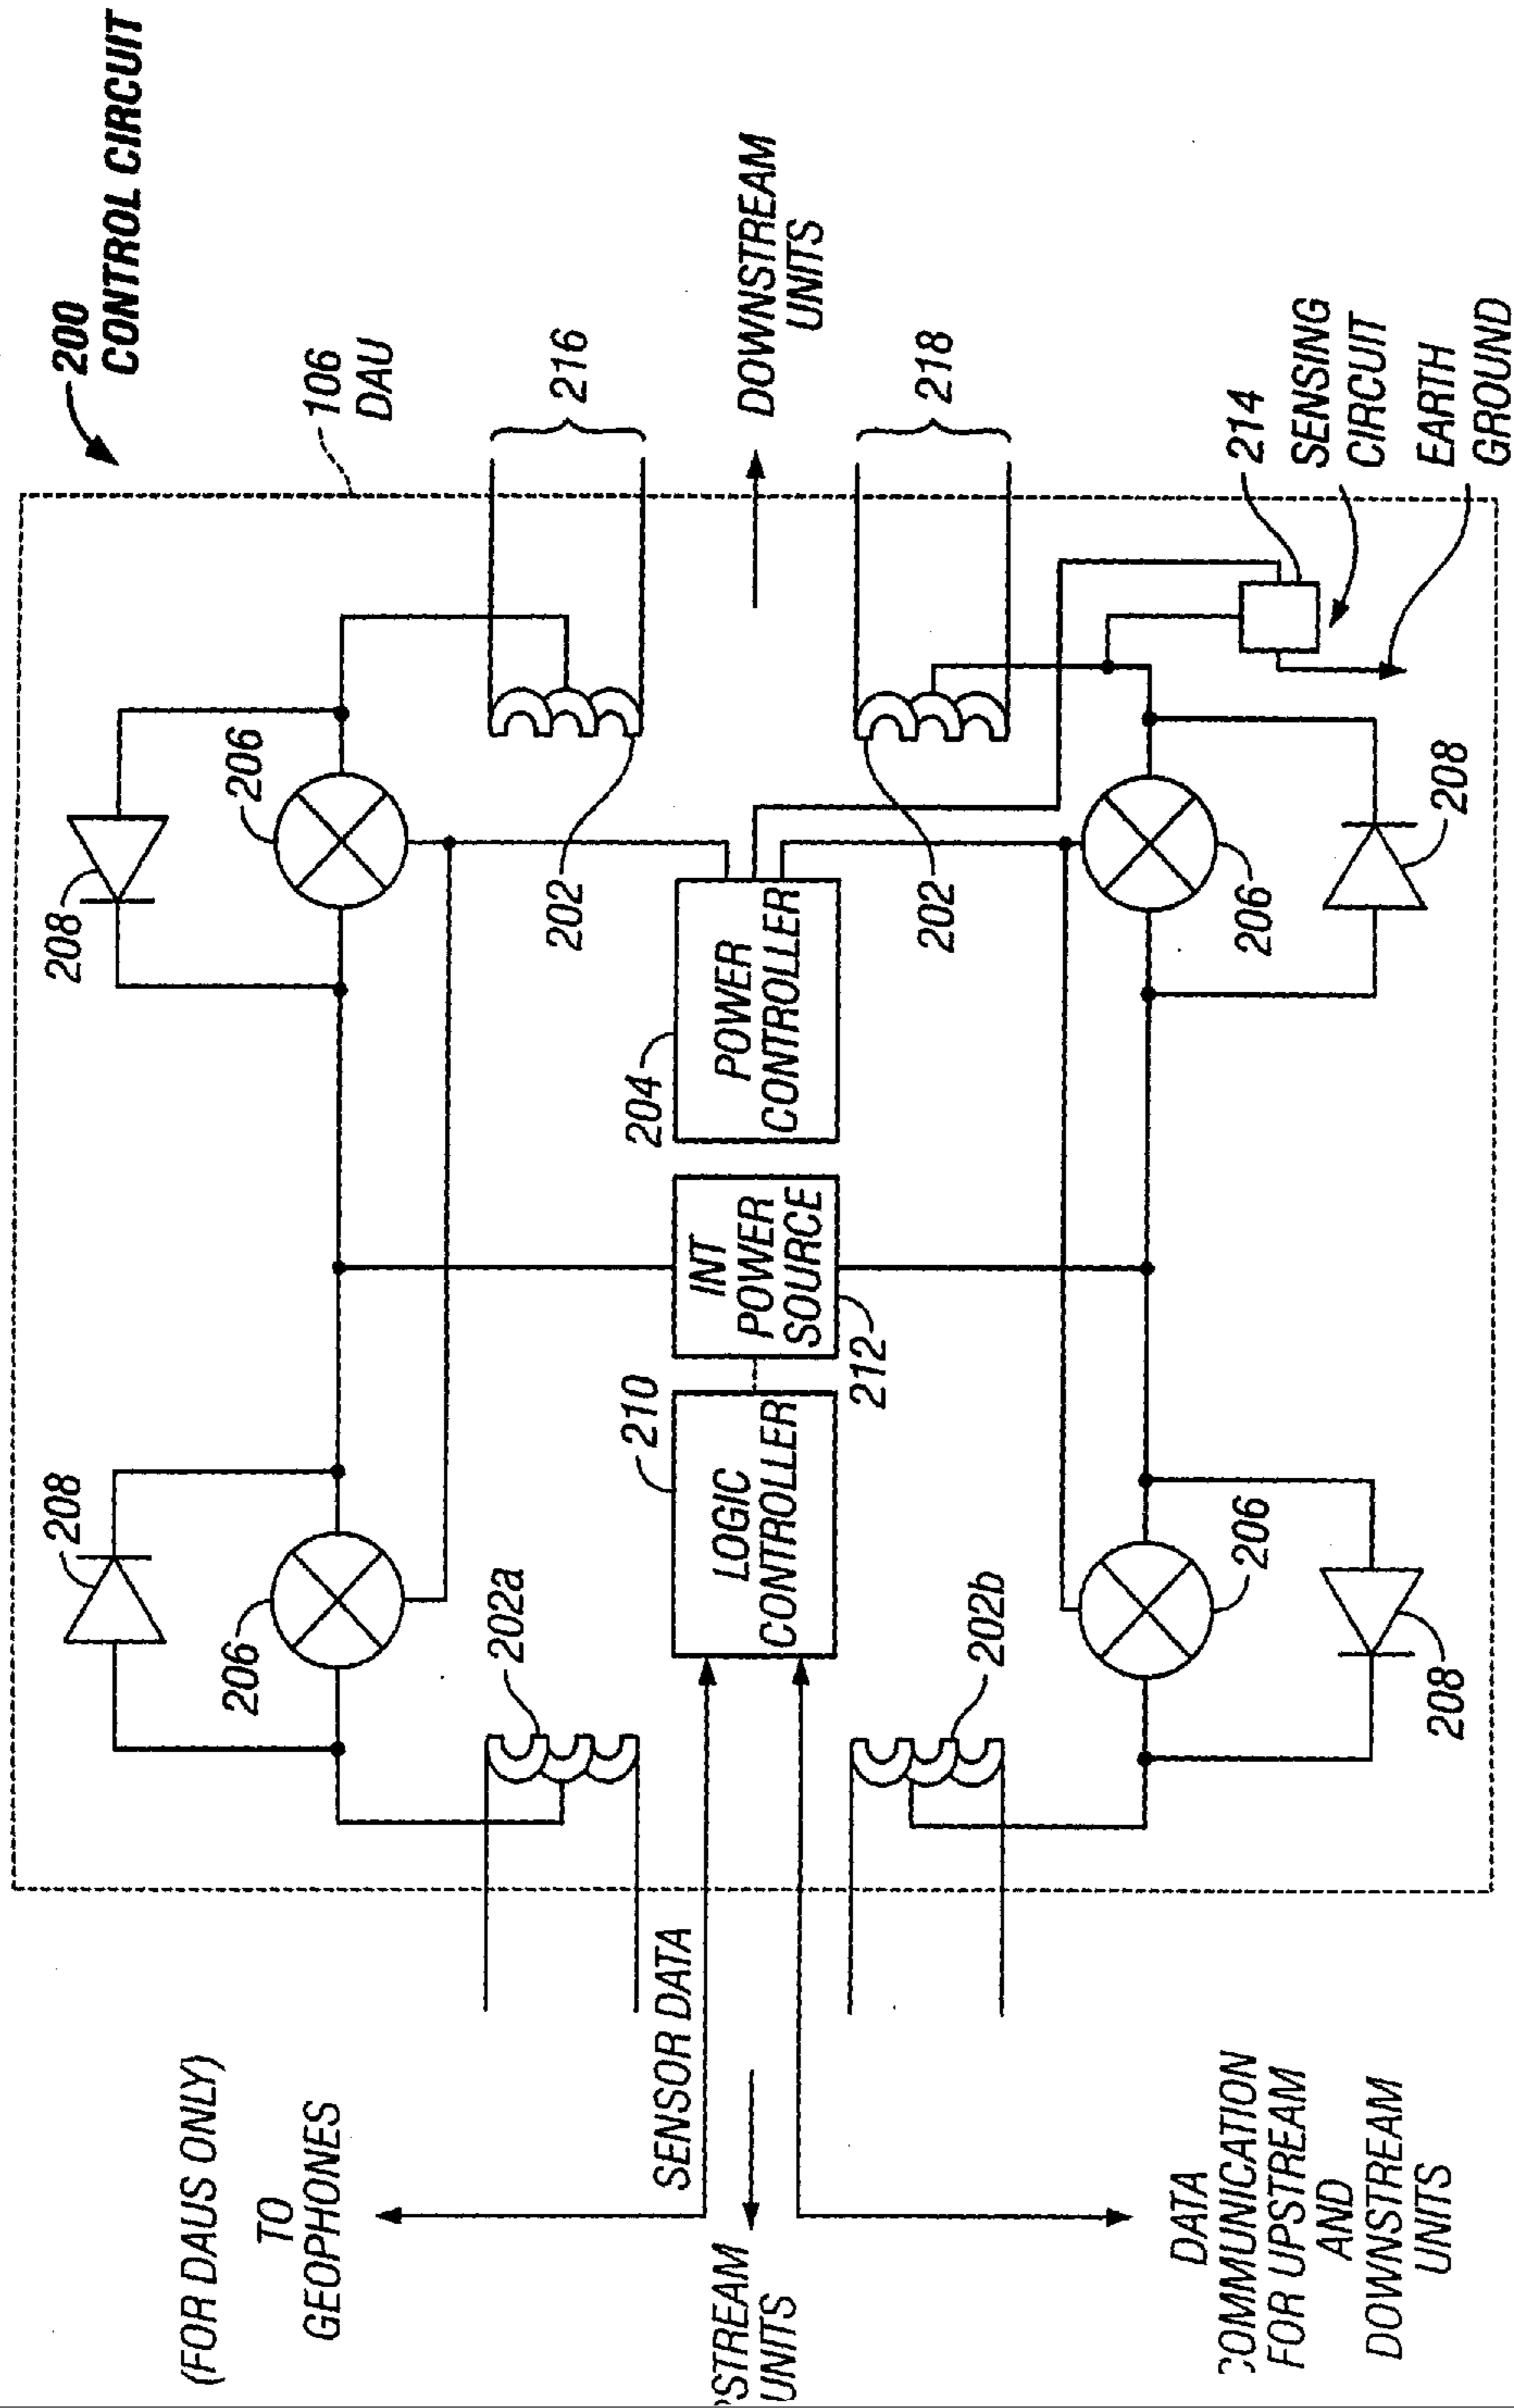 200
CONTROL CIRCUIT
106
DAU
208
206
206
208
216
202
202a
(FOR DAUS ONLY)
TO
GEOPHONES
SENSOR DATA
210
LOGIC
CONTROLLER
INT
POWER
SOURCE
212
204
POWER
CONTROLLER
DOWNSTREAM
UNITS
UNITS
202b
202
218
206
208
206
208
214
SENSING
CIRCUIT
EARTH
GROUND
DATA
OMMUNICATION
FOR UPSTREAM
AND
DOWNSTREAM
UNITS